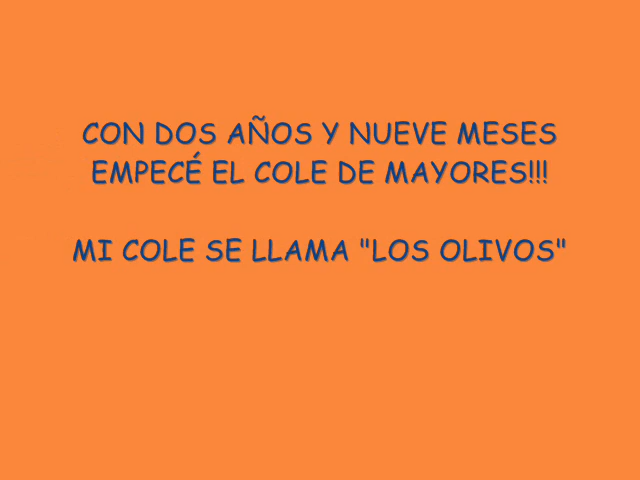 CON DOS AÑOS Y NUEVE MESES
EMPECÉ EL COLE DE MAYORES!!!
MI COLE SE LLAMA "LOS OLIVOS"